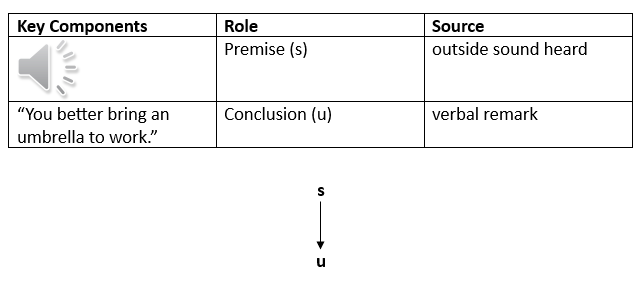 Key Components Role Source
Premise (s) outside sound heard
“You better bring an Conclusion (u) verbal remark
umbrella to work.”
s
u